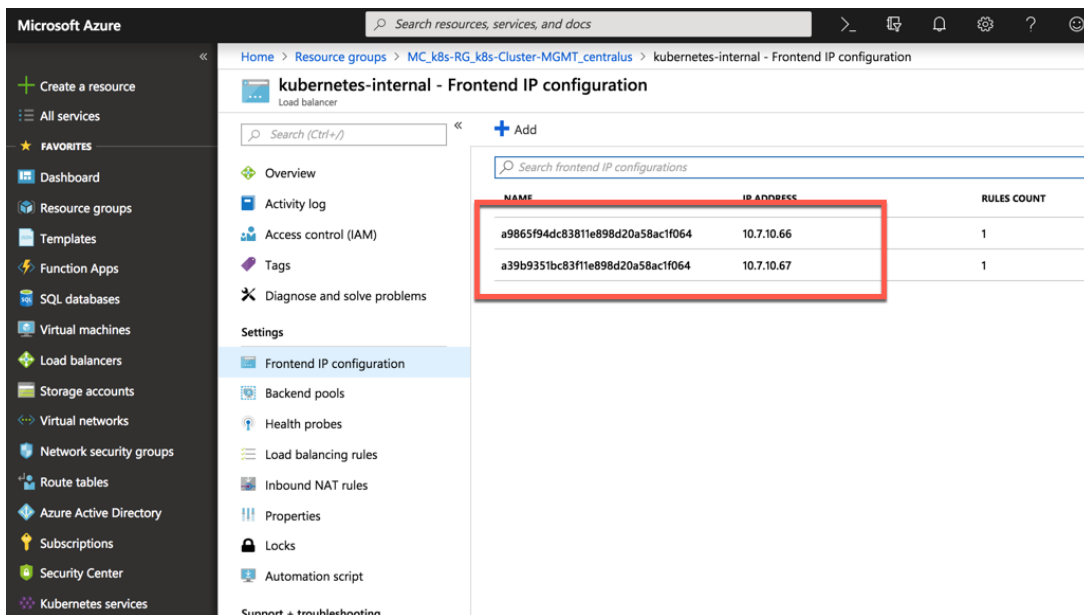 Microsoft Azure
Search resources, services, and docs
Home > Resource groups > MC_k8s-RG_k8s-Cluster-MGMT_centralus > kubernetes-internal - Frontend IP configuration
kubernetes-internal - Frontend IP configuration
Load balancer
Create a resource
All services
FAVORITES
Dashboard
Resource groups
Templates
Function Apps
SQL databases
Virtual machines
Load balancers
Storage accounts
Virtual networks
Network security groups
Route tables
Azure Active Directory
Subscriptions
Security Center
Kubernetes services
Search (Ctrl+/)
Overview
Activity log
Access control (IAM)
Tags
Diagnose and solve problems
Settings
Frontend IP configuration
Backend pools
Health probes
Load balancing rules
Inbound NAT rules
Properties
Locks
Automation script
Support + troubleshooting
Add
Search frontend IP configurations
NAME IP ADDRESS RULES COUNT
a9865f94dc83811e898d20a58ac1f064 10.7.10.66 1
a39b9351bc83f11e898d20a58ac1f064 10.7.10.67 1